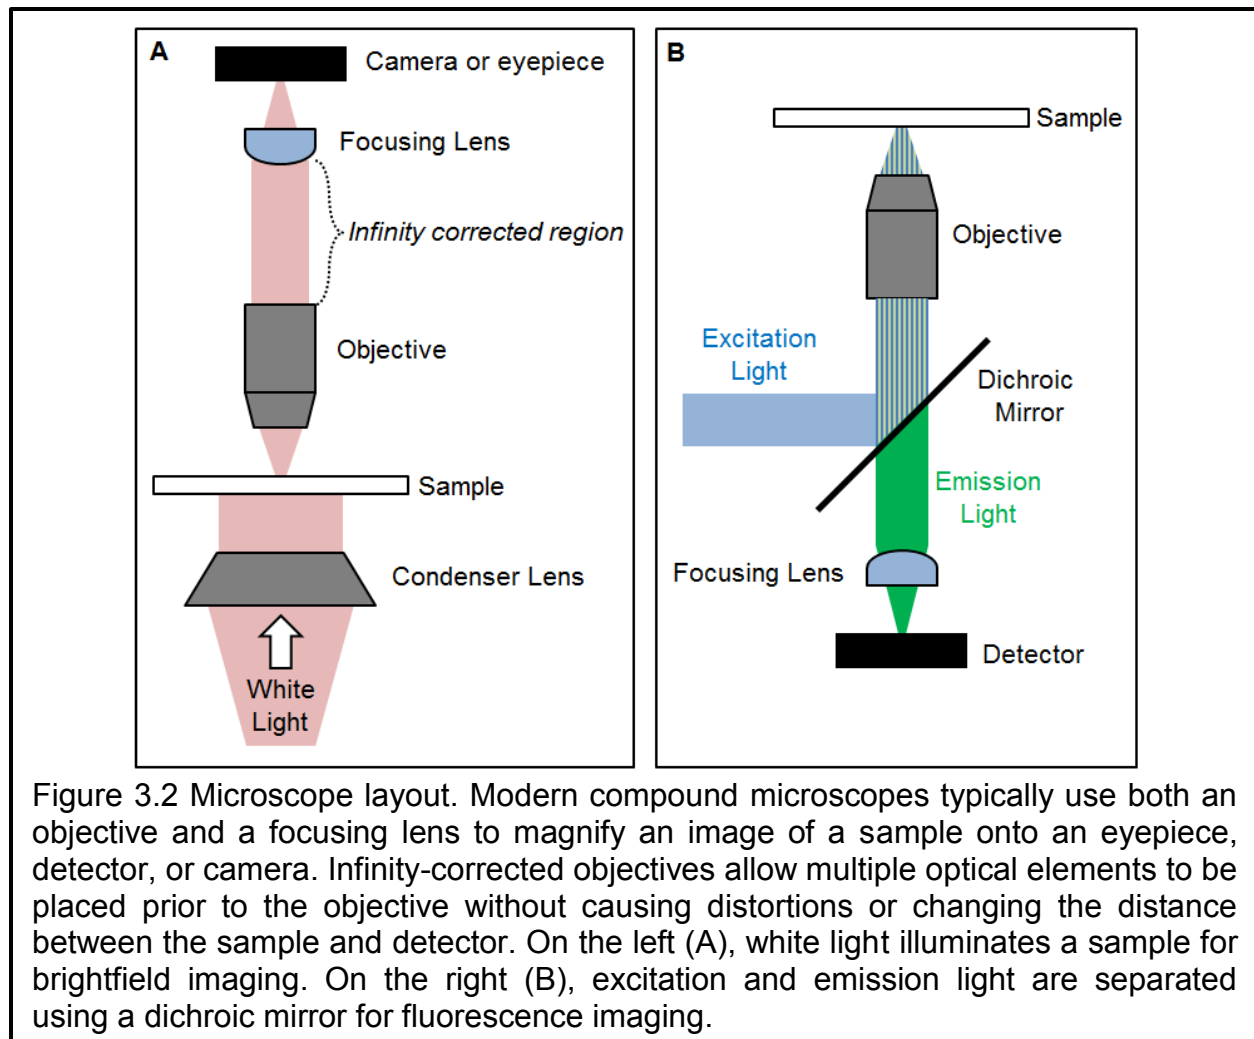 A
Camera or eyepiece
Focusing Lens
Infinity corrected region
Objective
Sample
Condenser Lens
White
Light
B
Sample
Objective
Excitation
Light
Dichroic
Mirror
Emission
Light
Focusing Lens
Detector
Figure 3.2 Microscope layout. Modern compound microscopes typically use both an
objective and a focusing lens to magnify an image of a sample onto an eyepiece,
detector, or camera. Infinity-corrected objectives allow multiple optical elements to be
placed prior to the objective without causing distortions or changing the distance
between the sample and detector. On the left (A), white light illuminates a sample for
brightfield imaging. On the right (B), excitation and emission light are separated
using a dichroic mirror for fluorescence imaging.